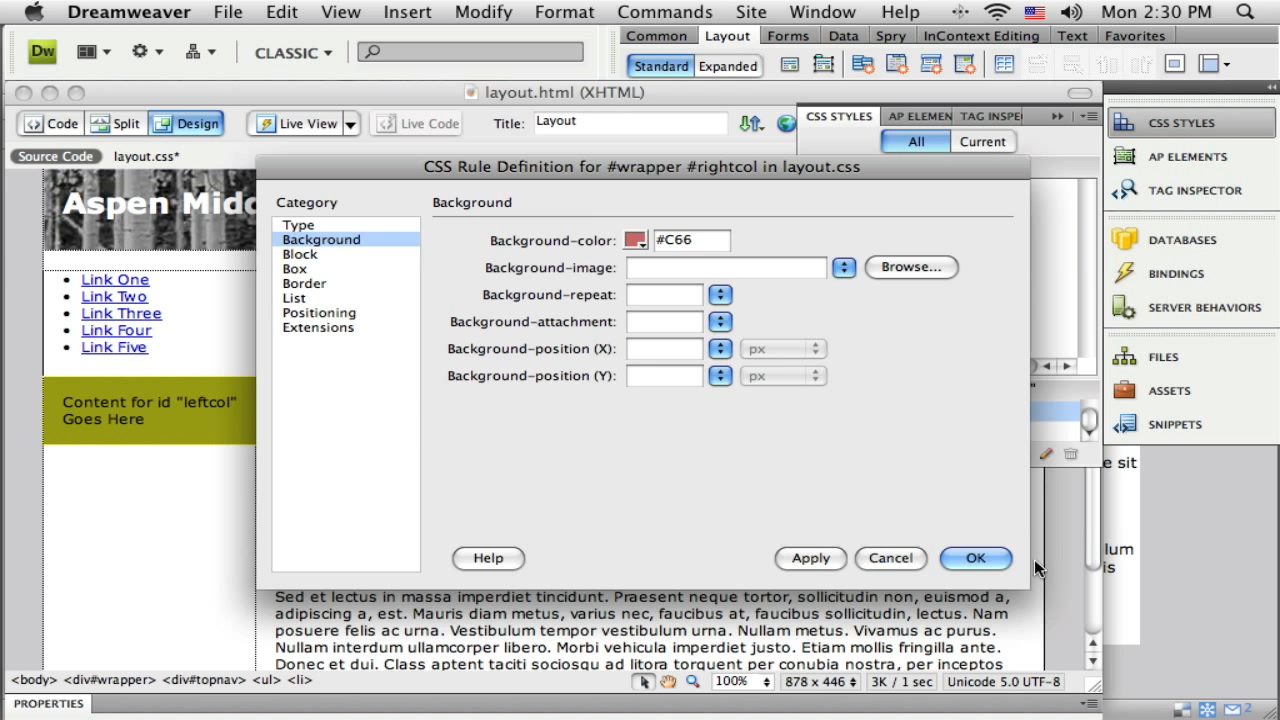 Dreamweaver File Edit View Insert Modify Format Commands Site Window Help Mon 2:30 PM
Dw CLASSIC
Common Layout Forms Data Spry InContext Editing Text Favorites
Standard Expanded
layout.html (XHTML)
Code Split Design Live View Live Code Title: Layout
CSS STYLES AP ELEMEN TAG INSPE
All Current
Source Code layout.css*
CSS Rule Definition for #wrapper #rightcol in layout.css
Aspen Mid
Link One
Link Two
Link Three
Link Four
Link Five
Content for id "leftcol"
Goes Here
Category
Type
Background
Block
Box
Border
List
Positioning
Extensions
Background
Background-color: #C66
Background-image: Browse...
Background-repeat:
Background-attachment:
Background-position (X): px
Background-position (Y): px
Help Apply Cancel OK
CSS STYLES
AP ELEMENTS
TAG INSPECTOR
DATABASES
BINDINGS
SERVER BEHAVIORS
FILES
ASSETS
SNIPPETS
e sit
lum
is
Sed et lectus in massa imperdiet tincidunt. Praesent neque tortor, sollicitudin non, euismod a,
adipiscing a, est. Mauris diam metus, varius nec, faucibus at, faucibus sollicitudin, lectus. Nam
posuere felis ac urna. Vestibulum tempor vestibulum urna. Nullam metus. Vivamus ac purus.
Nullam interdum ullamcorper libero. Morbi vehicula imperdiet justo. Etiam mollis fringilla ante.
Donec et dui. Class aptent taciti sociosqu ad litora torquent per conubia nostra, per inceptos
<body> <div#wrapper> <div#topnav> <ul> <li> 100% 878 x 446 3K / 1 sec Unicode 5.0 UTF-8
PROPERTIES
2